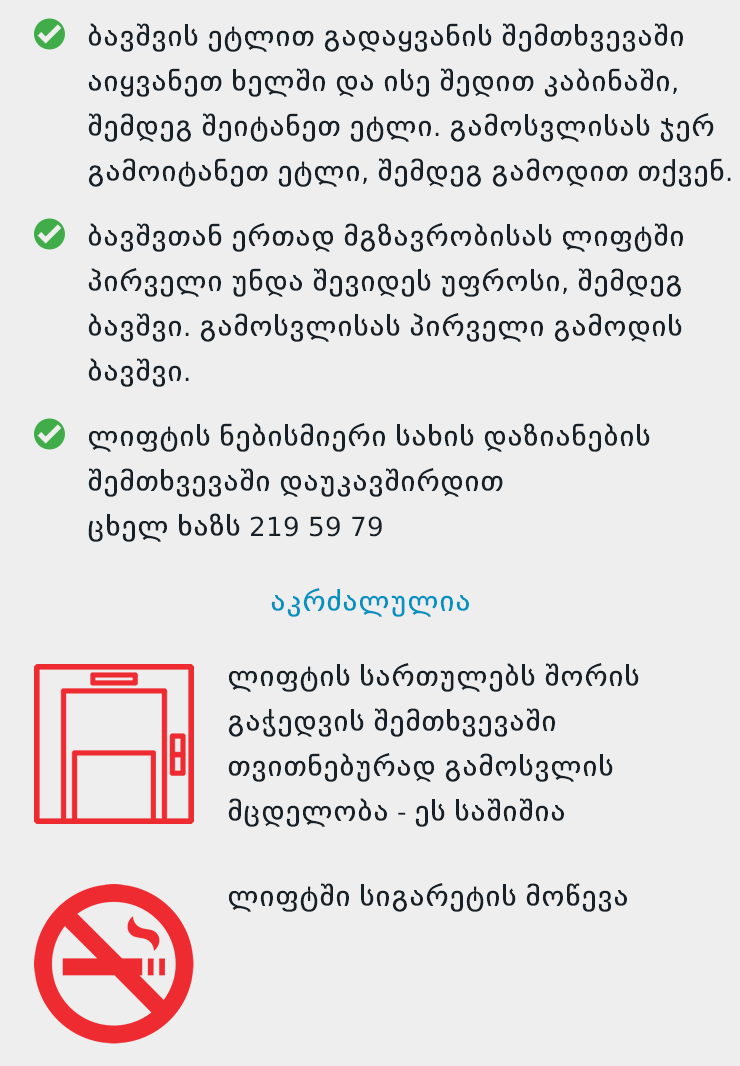 ბავშვის ეტლით გადაყვანის შემთხვევაში
აიყვანეთ ხელში და ისე შედით კაბინაში,
შემდეგ შეიტანეთ ეტლი. გამოსვლისას ჯერ
გამოიტანეთ ეტლი, შემდეგ გამოდით თქვენ.
ბავშვთან ერთად მგზავრობისას ლიფტში
პირველი უნდა შევიდეს უფროსი, შემდეგ
ბავშვი. გამოსვლისას პირველი გამოდის
ბავშვი.
ლიფტის ნებისმიერი სახის დაზიანების
შემთხვევაში დაუკავშირდით
ცხელ ხაზს 219 59 79
აკრძალულია
ლიფტის სართულებს შორის
გაჭედვის შემთხვევაში
თვითნებურად გამოსვლის
მცდელობა - ეს საშიშია
ლიფტში სიგარეტის მოწევა